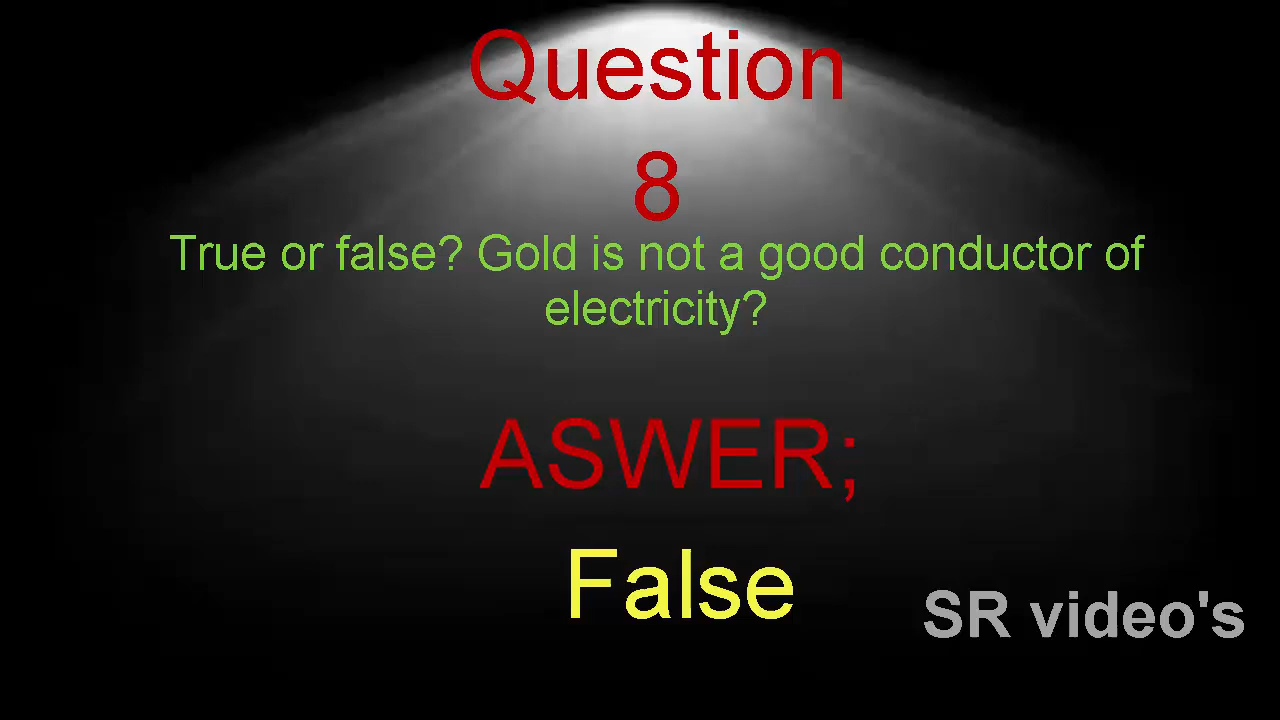 Question
8
True or false? Gold is not a good conductor of
electricity?
ASWER;
False
SR video's